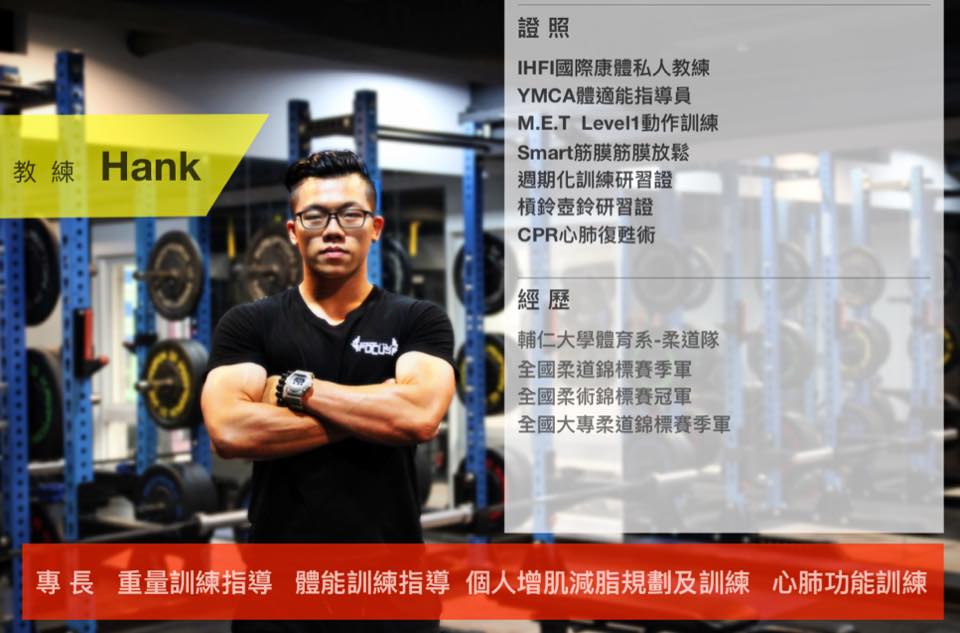 教練 Hank
證照
IHFI國際康體私人教練
YMCA體適能指導員
M.E.T Level1動作訓練
Smart筋膜筋膜放鬆
週期化訓練研習證
槓鈴壺鈴研習證
CPR心肺復甦術
經歷
輔仁大學體育系-柔道隊
全國柔道錦標賽季軍
全國柔術錦標賽冠軍
全國大專柔道錦標賽季軍
FOCUS
專長 重量訓練指導 體能訓練指導 個人增肌減脂規劃及訓練 心肺功能訓練